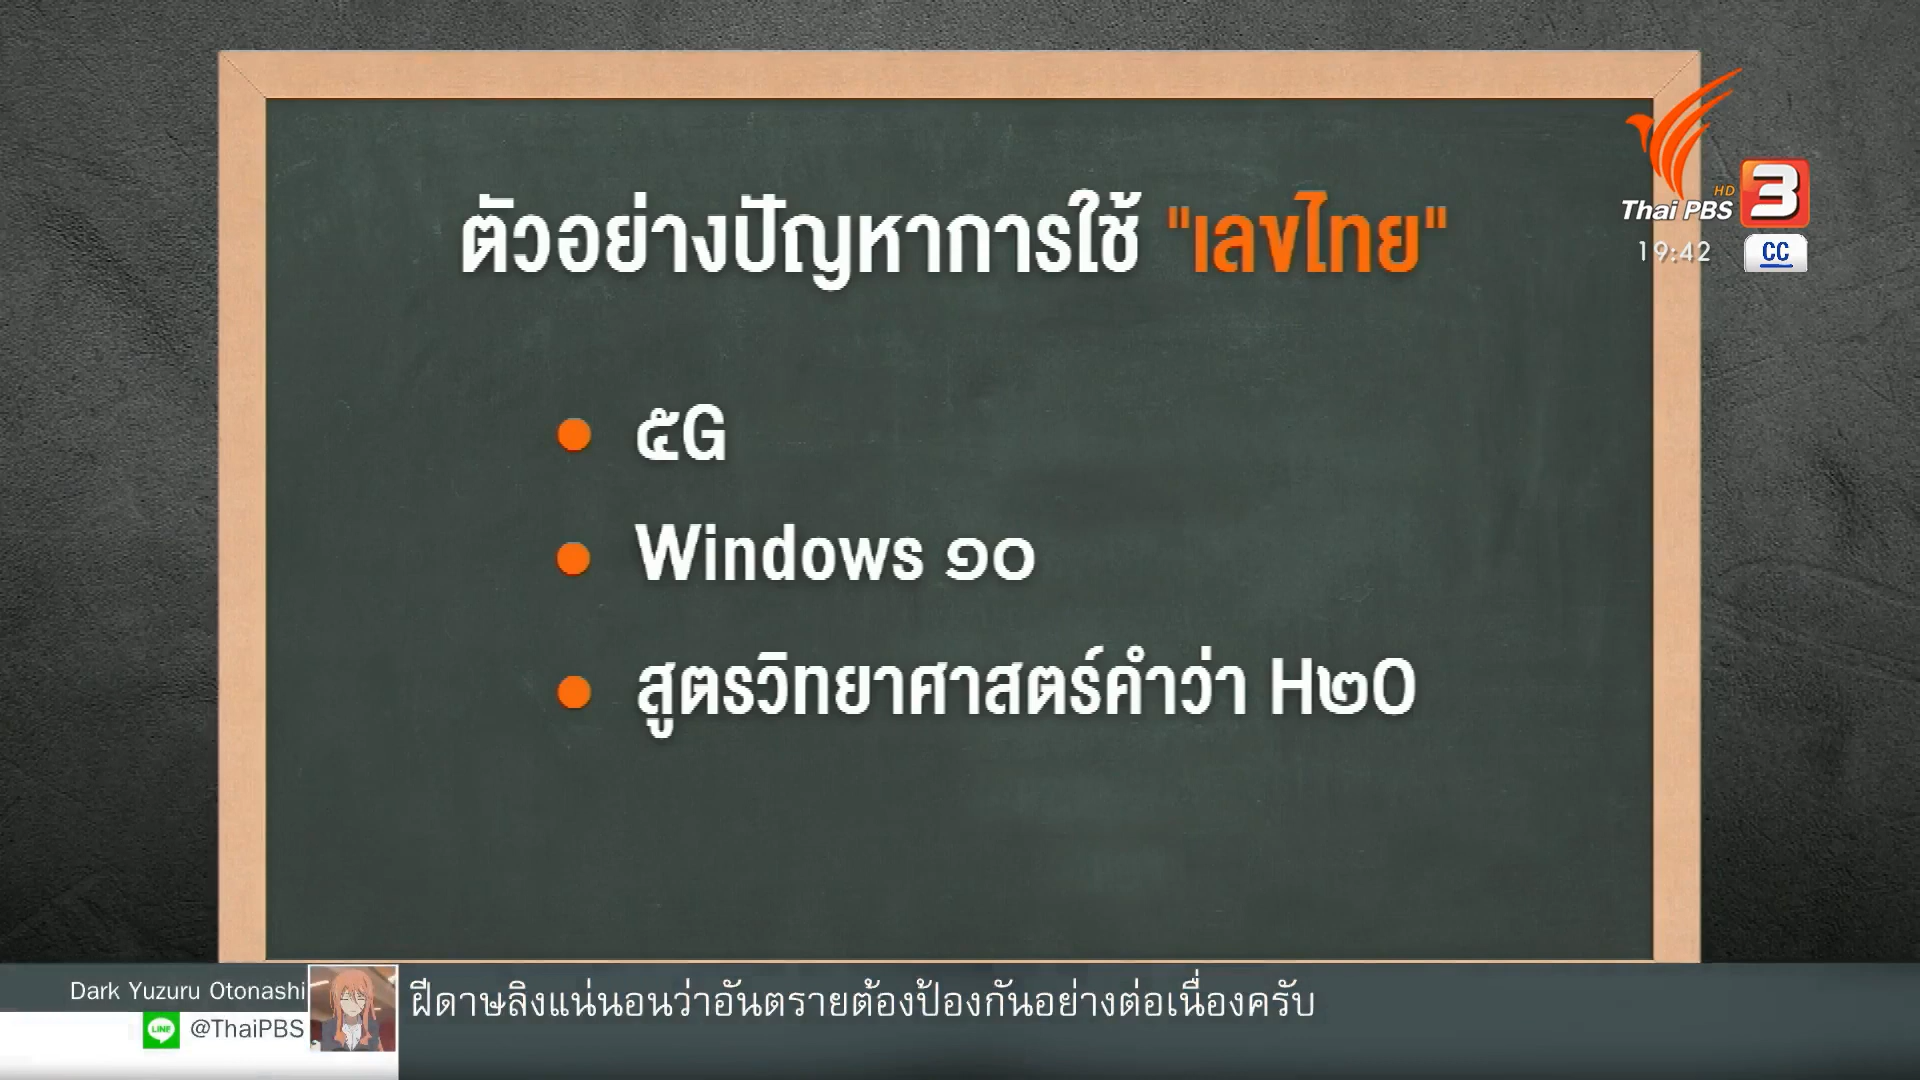 ตัวอย่างปัญหาการใช้ "เลขไทย"
HD
Thai PBS 3
19:42 CC
๕G
Windows ๑๐
สูตรวิทยาศาสตร์คำว่า H๒O
Dark Yuzuru Otonashi
LINE @ThaiPBS
ฝีดาษลิงแน่นอนว่าอันตรายต้องป้องกันอย่างต่อเนื่องครับ